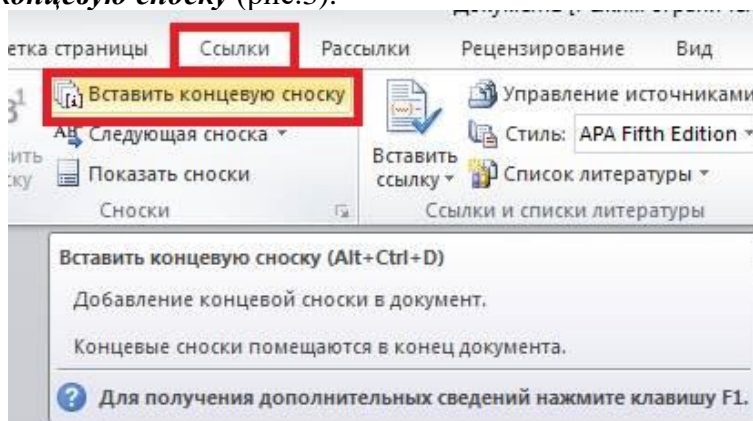 концевую сноску (рис.3).
етка страницы Ссылки Рассылки Рецензирование Вид
Вставить концевую сноску
AB Следующая сноска
Показать сноски
Сноски
Вставить
ссылку
Управление источниками
Стиль: APA Fifth Edition
Список литературы
Ссылки и списки литературы
Вставить концевую сноску (Alt+Ctrl+D)
Добавление концевой сноски в документ.
Концевые сноски помещаются в конец документа.
Для получения дополнительных сведений нажмите клавишу F1.